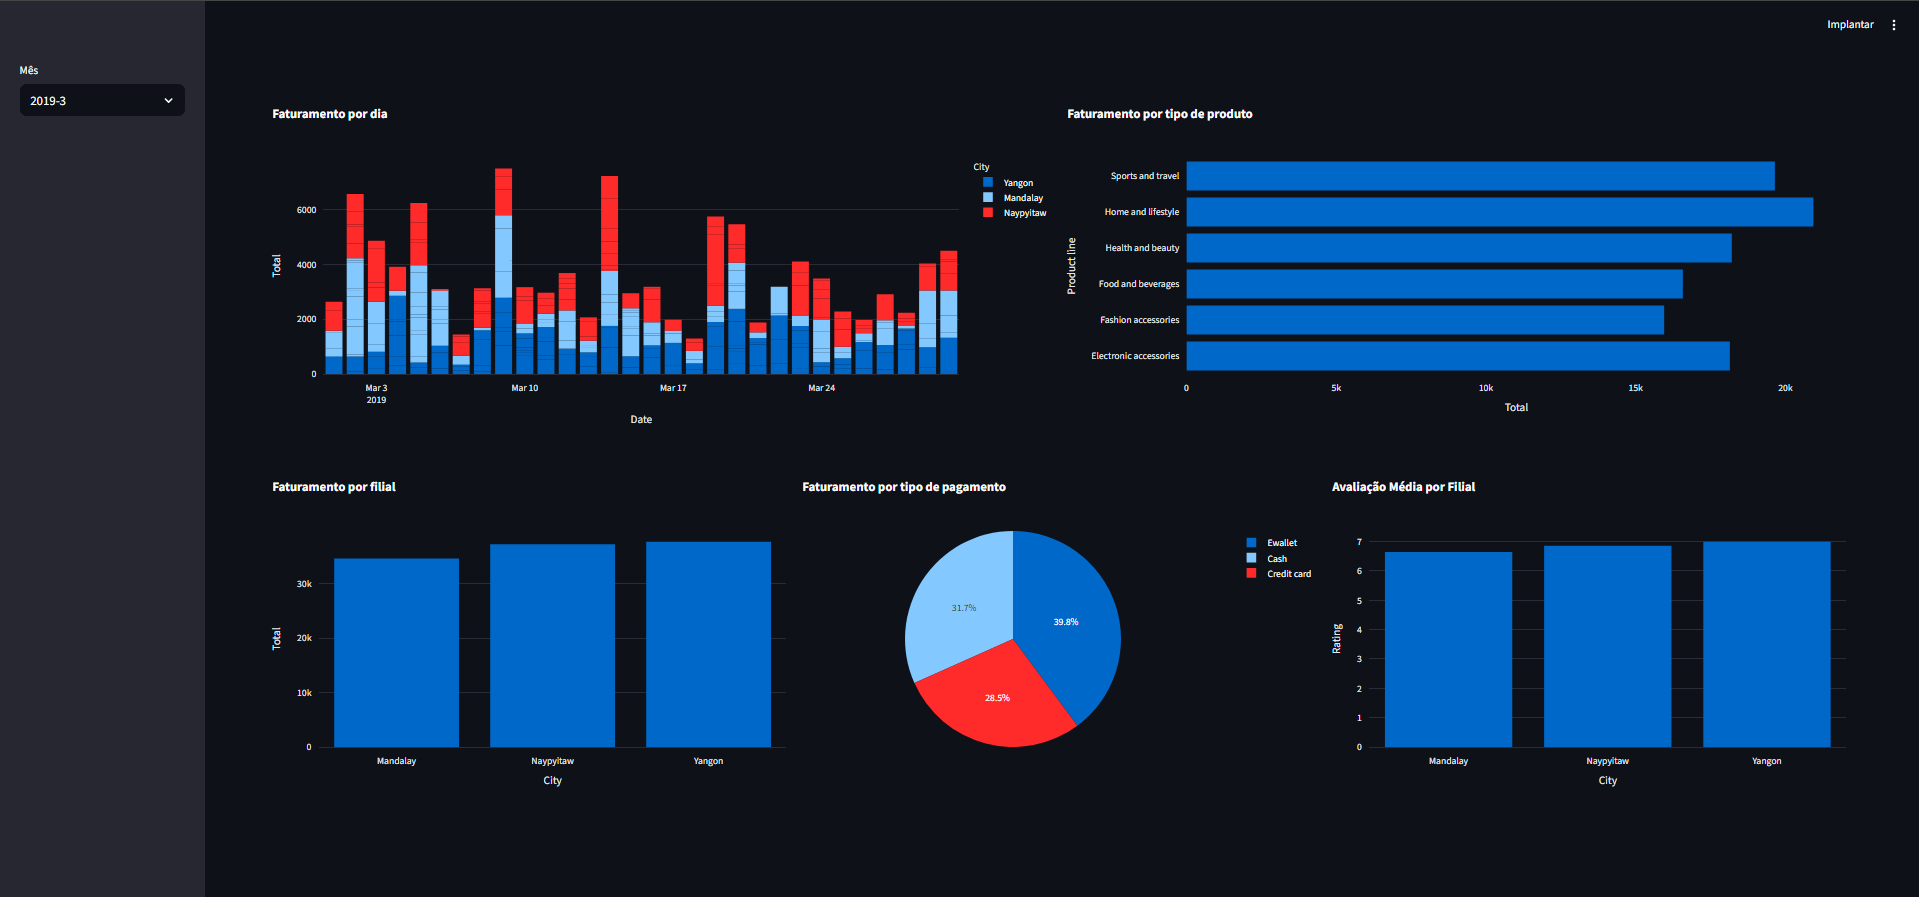 Implantar
Mês
2019-3
Faturamento por dia
City
Yangon
Mandalay
Naypyitaw
6000
4000
2000
0
Total
Mar 3
2019
Mar 10
Mar 17
Mar 24
Date
Faturamento por tipo de produto
Product line
Sports and travel
Home and lifestyle
Health and beauty
Food and beverages
Fashion accessories
Electronic accessories
0
5k
10k
15k
20k
Total
Faturamento por filial
30k
20k
10k
0
Total
Mandalay
Naypyitaw
Yangon
City
Faturamento por tipo de pagamento
Ewallet
Cash
Credit card
31.7%
39.8%
28.5%
Avaliação Média por Filial
7
6
5
4
3
2
1
0
Rating
Mandalay
Naypyitaw
Yangon
City